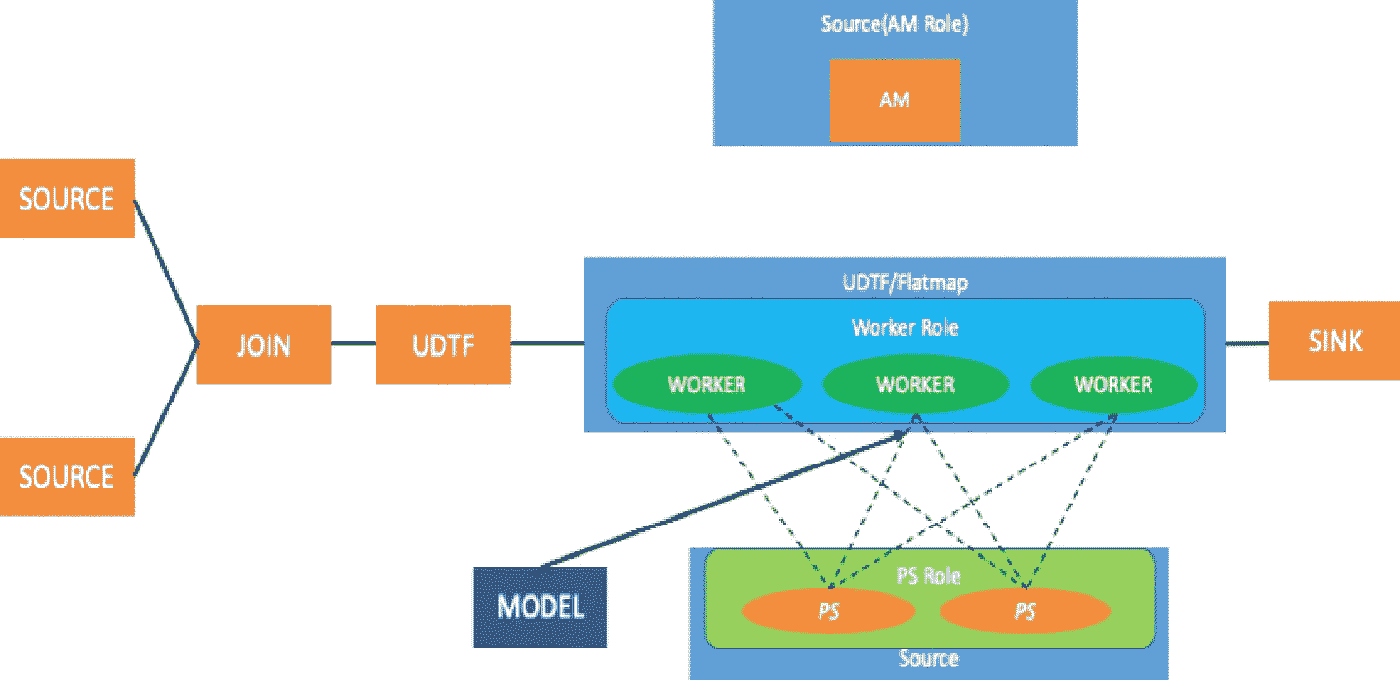 Source(AM Role)
AM
SOURCE
JOIN
UDTF
UDTF/Flatmap
Worker Role
WORKER
WORKER
WORKER
SINK
SOURCE
MODEL
PS Role
PS
PS
Source